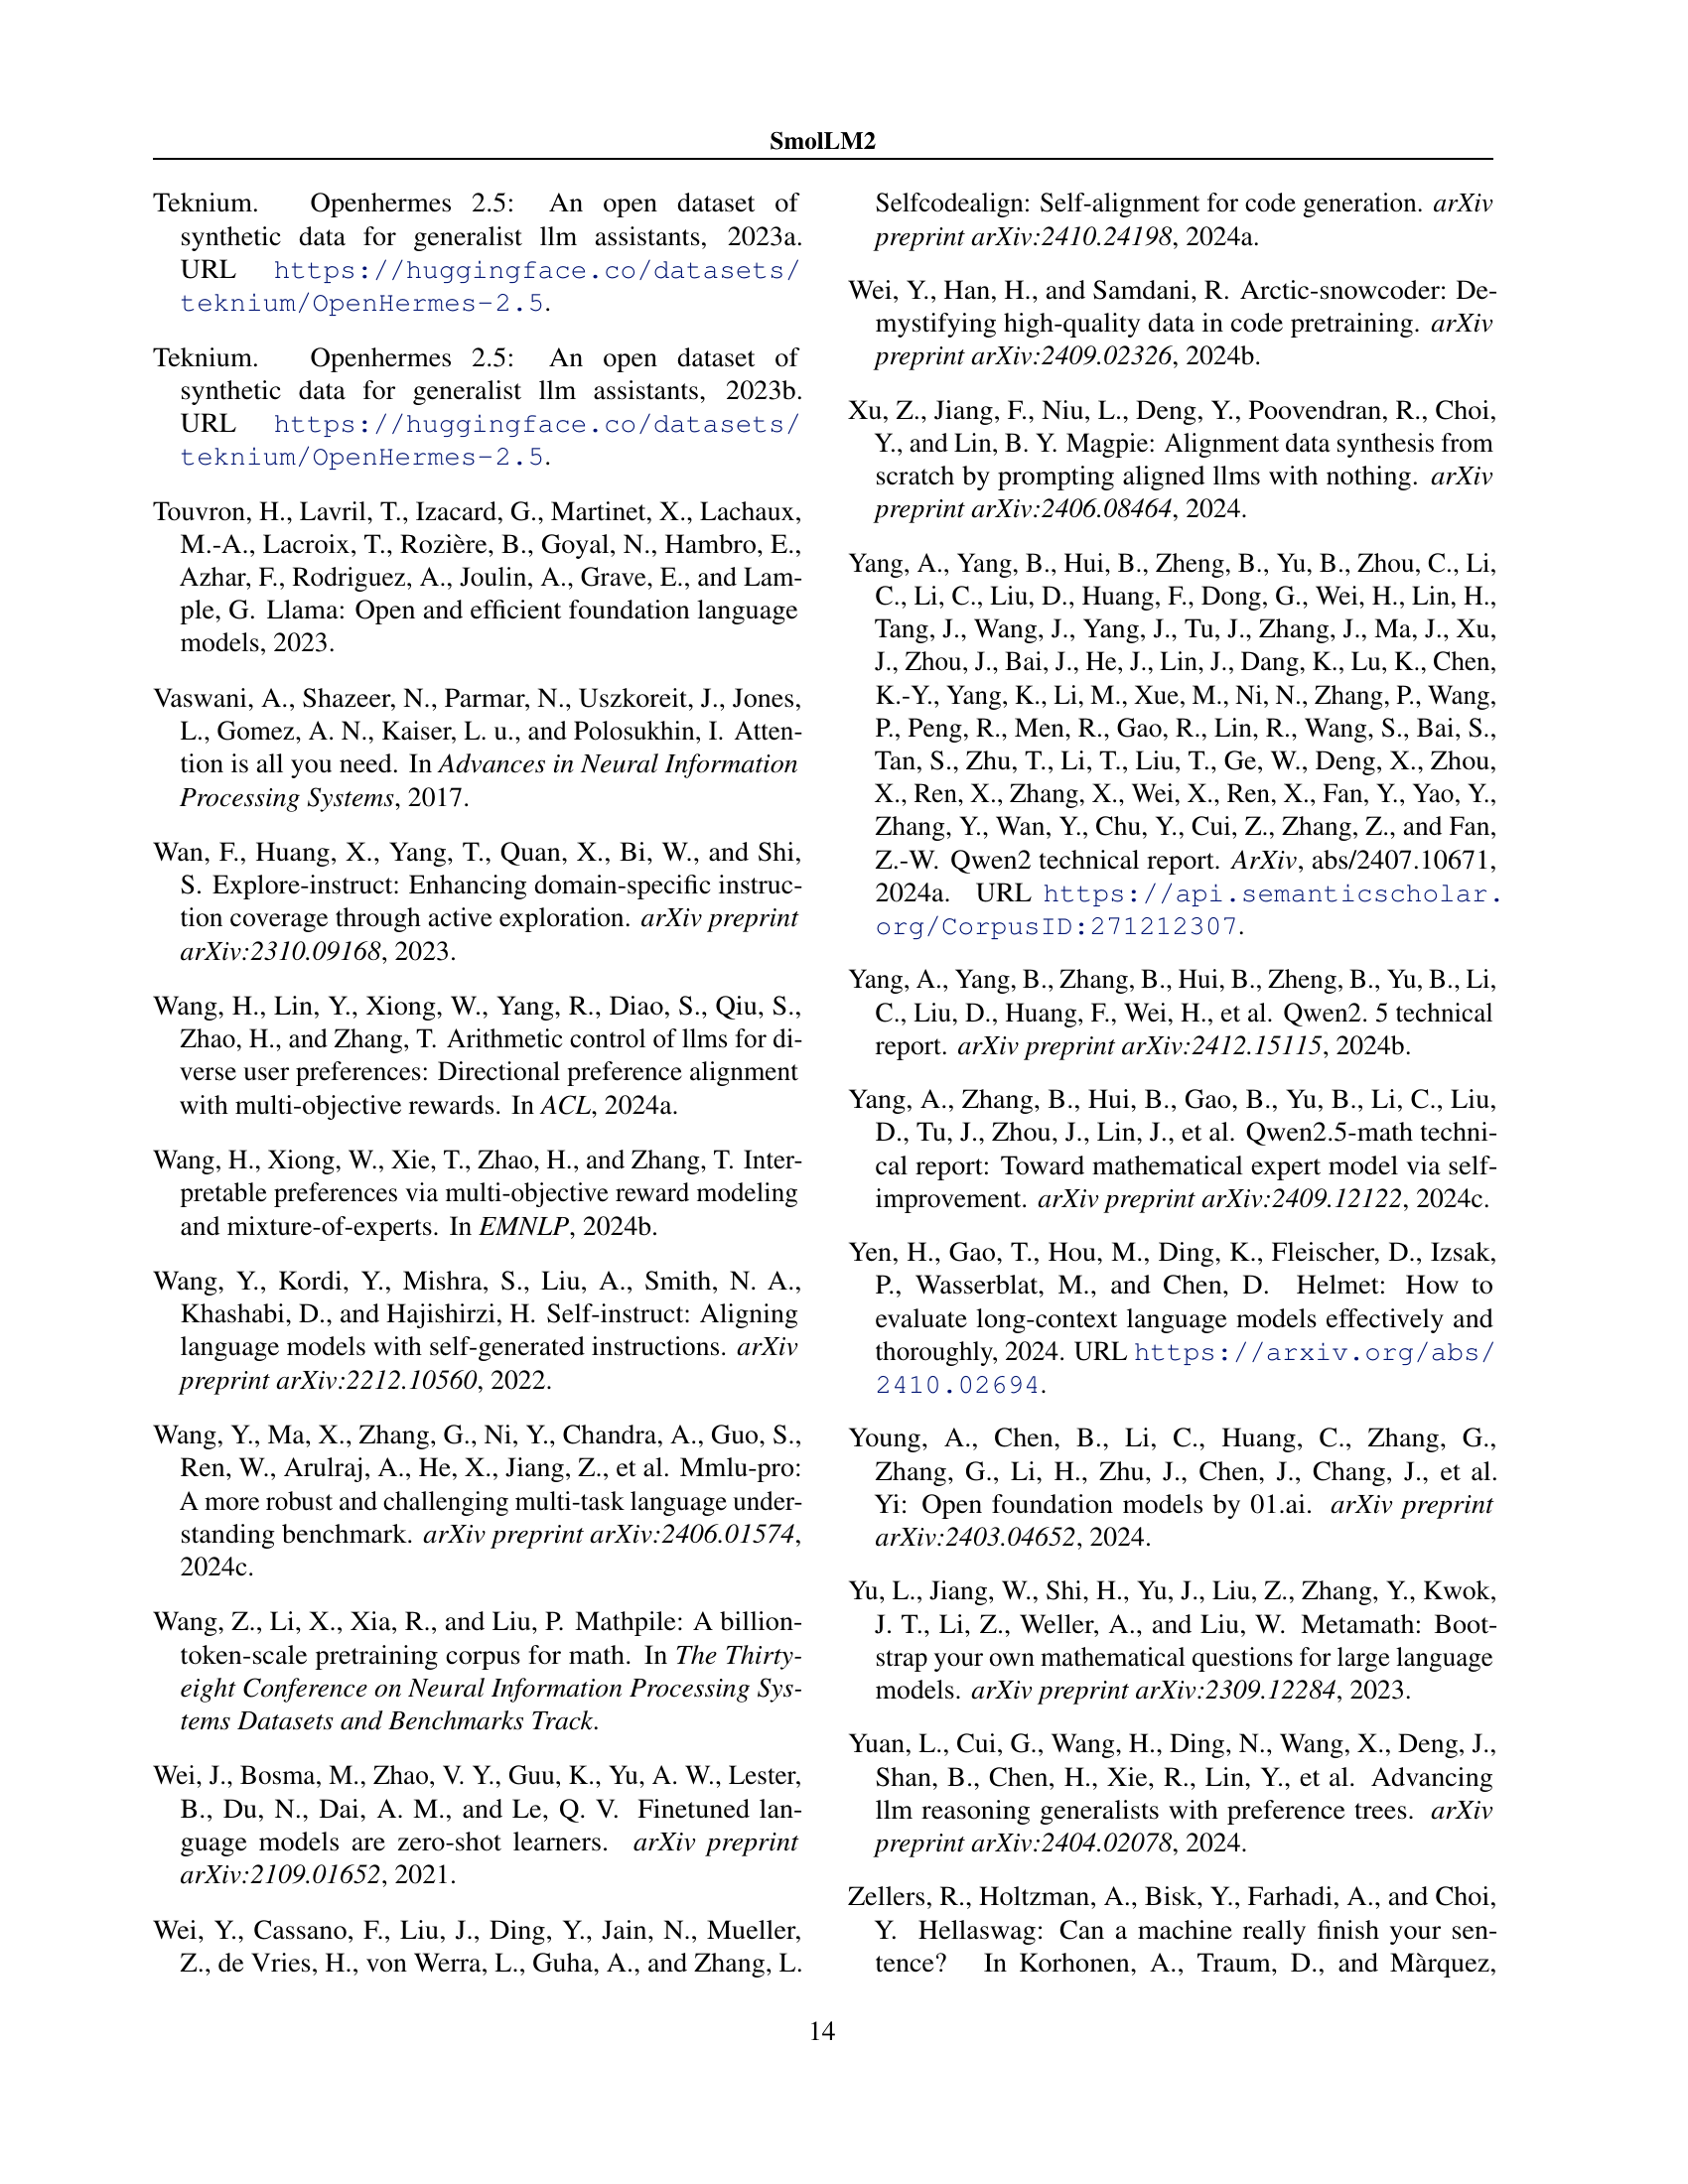 SmolLM2
Teknium. Openhermes 2.5: An open dataset of
synthetic data for generalist llm assistants, 2023a.
URL https://huggingface.co/datasets/
teknium/OpenHermes-2.5.
Teknium. Openhermes 2.5: An open dataset of
synthetic data for generalist llm assistants, 2023b.
URL https://huggingface.co/datasets/
teknium/OpenHermes-2.5.
Touvron, H., Lavril, T., Izacard, G., Martinet, X., Lachaux,
M.-A., Lacroix, T., Rozière, B., Goyal, N., Hambro, E.,
Azhar, F., Rodriguez, A., Joulin, A., Grave, E., and Lam-
ple, G. Llama: Open and efficient foundation language
models, 2023.
Vaswani, A., Shazeer, N., Parmar, N., Uszkoreit, J., Jones,
L., Gomez, A. N., Kaiser, L. u., and Polosukhin, I. Atten-
tion is all you need. In Advances in Neural Information
Processing Systems, 2017.
Wan, F., Huang, X., Yang, T., Quan, X., Bi, W., and Shi,
S. Explore-instruct: Enhancing domain-specific instruc-
tion coverage through active exploration. arXiv preprint
arXiv:2310.09168, 2023.
Wang, H., Lin, Y., Xiong, W., Yang, R., Diao, S., Qiu, S.,
Zhao, H., and Zhang, T. Arithmetic control of llms for di-
verse user preferences: Directional preference alignment
with multi-objective rewards. In ACL, 2024a.
Wang, H., Xiong, W., Xie, T., Zhao, H., and Zhang, T. Inter-
pretable preferences via multi-objective reward modeling
and mixture-of-experts. In EMNLP, 2024b.
Wang, Y., Kordi, Y., Mishra, S., Liu, A., Smith, N. A.,
Khashabi, D., and Hajishirzi, H. Self-instruct: Aligning
language models with self-generated instructions. arXiv
preprint arXiv:2212.10560, 2022.
Wang, Y., Ma, X., Zhang, G., Ni, Y., Chandra, A., Guo, S.,
Ren, W., Arulraj, A., He, X., Jiang, Z., et al. Mmlu-pro:
A more robust and challenging multi-task language under-
standing benchmark. arXiv preprint arXiv:2406.01574,
2024c.
Wang, Z., Li, X., Xia, R., and Liu, P. Mathpile: A billion-
token-scale pretraining corpus for math. In The Thirty-
eight Conference on Neural Information Processing Sys-
tems Datasets and Benchmarks Track.
Wei, J., Bosma, M., Zhao, V. Y., Guu, K., Yu, A. W., Lester,
B., Du, N., Dai, A. M., and Le, Q. V. Finetuned lan-
guage models are zero-shot learners. arXiv preprint
arXiv:2109.01652, 2021.
Wei, Y., Cassano, F., Liu, J., Ding, Y., Jain, N., Mueller,
Z., de Vries, H., von Werra, L., Guha, A., and Zhang, L.
Selfcodealign: Self-alignment for code generation. arXiv
preprint arXiv:2410.24198, 2024a.
Wei, Y., Han, H., and Samdani, R. Arctic-snowcoder: De-
mystifying high-quality data in code pretraining. arXiv
preprint arXiv:2409.02326, 2024b.
Xu, Z., Jiang, F., Niu, L., Deng, Y., Poovendran, R., Choi,
Y., and Lin, B. Y. Magpie: Alignment data synthesis from
scratch by prompting aligned llms with nothing. arXiv
preprint arXiv:2406.08464, 2024.
Yang, A., Yang, B., Hui, B., Zheng, B., Yu, B., Zhou, C., Li,
C., Li, C., Liu, D., Huang, F., Dong, G., Wei, H., Lin, H.,
Tang, J., Wang, J., Yang, J., Tu, J., Zhang, J., Ma, J., Xu,
J., Zhou, J., Bai, J., He, J., Lin, J., Dang, K., Lu, K., Chen,
K.-Y., Yang, K., Li, M., Xue, M., Ni, N., Zhang, P., Wang,
P., Peng, R., Men, R., Gao, R., Lin, R., Wang, S., Bai, S.,
Tan, S., Zhu, T., Li, T., Liu, T., Ge, W., Deng, X., Zhou,
X., Ren, X., Zhang, X., Wei, X., Ren, X., Fan, Y., Yao, Y.,
Zhang, Y., Wan, Y., Chu, Y., Cui, Z., Zhang, Z., and Fan,
Z.-W. Qwen2 technical report. ArXiv, abs/2407.10671,
2024a. URL https://api.semanticscholar.
org/CorpusID:271212307.
Yang, A., Yang, B., Zhang, B., Hui, B., Zheng, B., Yu, B., Li,
C., Liu, D., Huang, F., Wei, H., et al. Qwen2. 5 technical
report. arXiv preprint arXiv:2412.15115, 2024b.
Yang, A., Zhang, B., Hui, B., Gao, B., Yu, B., Li, C., Liu,
D., Tu, J., Zhou, J., Lin, J., et al. Qwen2.5-math techni-
cal report: Toward mathematical expert model via self-
improvement. arXiv preprint arXiv:2409.12122, 2024c.
Yen, H., Gao, T., Hou, M., Ding, K., Fleischer, D., Izsak,
P., Wasserblat, M., and Chen, D. Helmet: How to
evaluate long-context language models effectively and
thoroughly, 2024. URL https://arxiv.org/abs/
2410.02694.
Young, A., Chen, B., Li, C., Huang, C., Zhang, G.,
Zhang, G., Li, H., Zhu, J., Chen, J., Chang, J., et al.
Yi: Open foundation models by 01.ai. arXiv preprint
arXiv:2403.04652, 2024.
Yu, L., Jiang, W., Shi, H., Yu, J., Liu, Z., Zhang, Y., Kwok,
J. T., Li, Z., Weller, A., and Liu, W. Metamath: Boot-
strap your own mathematical questions for large language
models. arXiv preprint arXiv:2309.12284, 2023.
Yuan, L., Cui, G., Wang, H., Ding, N., Wang, X., Deng, J.,
Shan, B., Chen, H., Xie, R., Lin, Y., et al. Advancing
llm reasoning generalists with preference trees. arXiv
preprint arXiv:2404.02078, 2024.
Zellers, R., Holtzman, A., Bisk, Y., Farhadi, A., and Choi,
Y. Hellaswag: Can a machine really finish your sen-
tence? In Korhonen, A., Traum, D., and Màrquez,
14